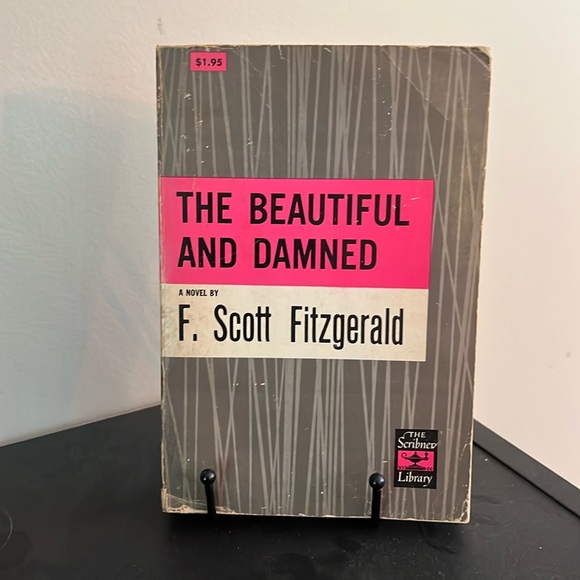 $1.95
THE BEAUTIFUL
AND DAMNED
A NOVEL BY
F. Scott Fitzgerald
THE
Scribner
Library